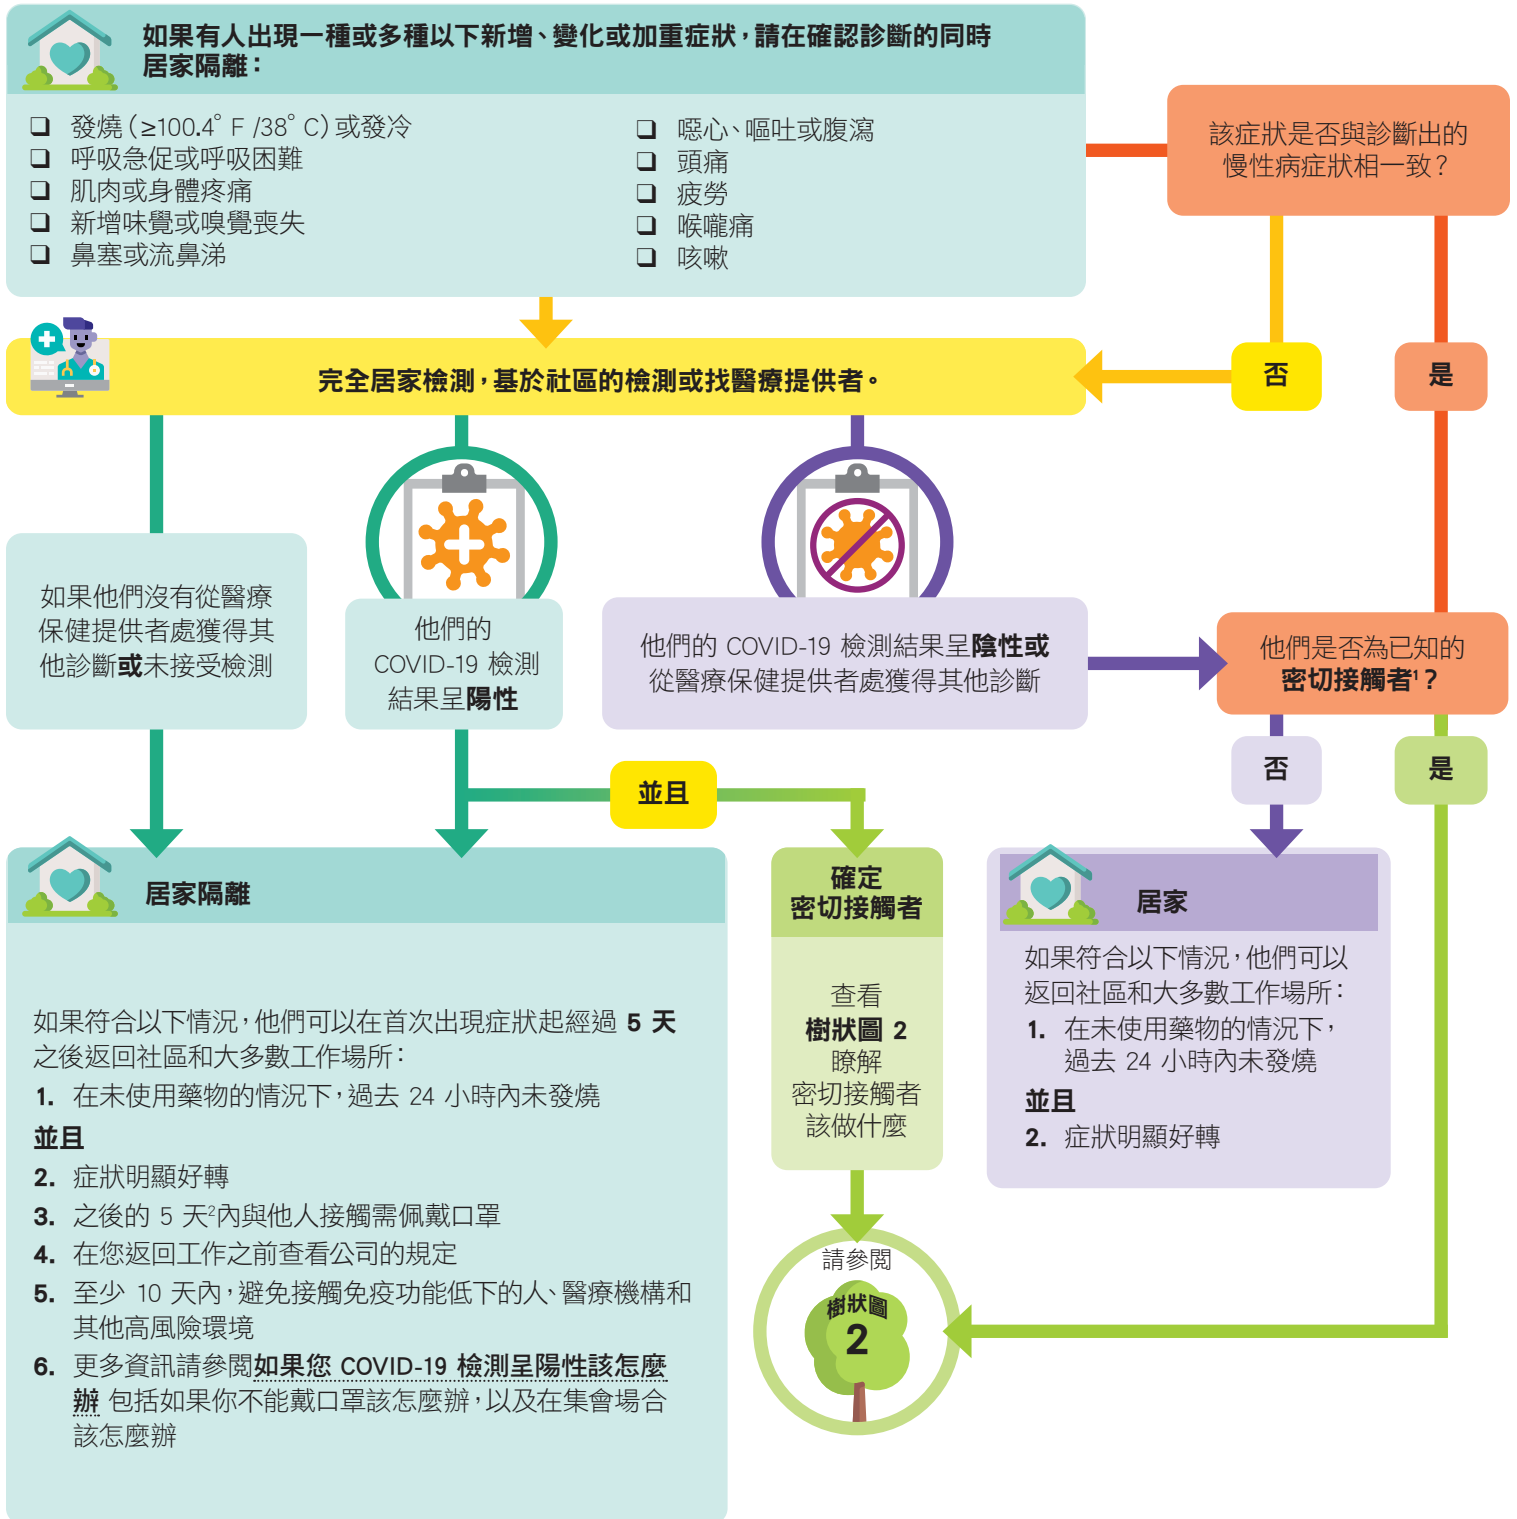 如果有人出現一種或多種以下新增、變化或加重症狀,請在確認診斷的同時
居家隔離:
❑ 發燒(≥100.4° F /38° C)或發冷
❑ 呼吸急促或呼吸困難
❑ 肌肉或身體疼痛
❑ 新增味覺或嗅覺喪失
❑ 鼻塞或流鼻涕
❑ 噁心、嘔吐或腹瀉
❑ 頭痛
❑ 疲勞
❑ 喉嚨痛
❑ 咳嗽
該症狀是否與診斷出的
慢性病症狀相一致?
完全居家檢測,基於社區的檢測或找醫療提供者。
否
是
如果他們沒有從醫療
保健提供者處獲得其
他診斷或未接受檢測
他們的
COVID-19 檢測
結果呈陽性
他們的 COVID-19 檢測結果呈陰性或
從醫療保健提供者處獲得其他診斷
他們是否為已知的
密切接觸者¹?
否
是
並且
居家隔離
如果符合以下情況,他們可以在首次出現症狀起經過 5 天
之後返回社區和大多數工作場所:
1. 在未使用藥物的情況下,過去 24 小時內未發燒
並且
2. 症狀明顯好轉
3. 之後的 5 天²內與他人接觸需佩戴口罩
4. 在您返回工作之前查看公司的規定
5. 至少 10 天內,避免接觸免疫功能低下的人、醫療機構和
其他高風險環境
6. 更多資訊請參閱如果您 COVID-19 檢測呈陽性該怎麼
辦 包括如果你不能戴口罩該怎麼辦,以及在集會場合
該怎麼辦
確定
密切接觸者
查看
樹狀圖 2
瞭解
密切接觸者
該做什麼
居家
如果符合以下情況,他們可以
返回社區和大多數工作場所:
1. 在未使用藥物的情況下,
過去 24 小時內未發燒
並且
2. 症狀明顯好轉
請參閱
樹狀圖
2